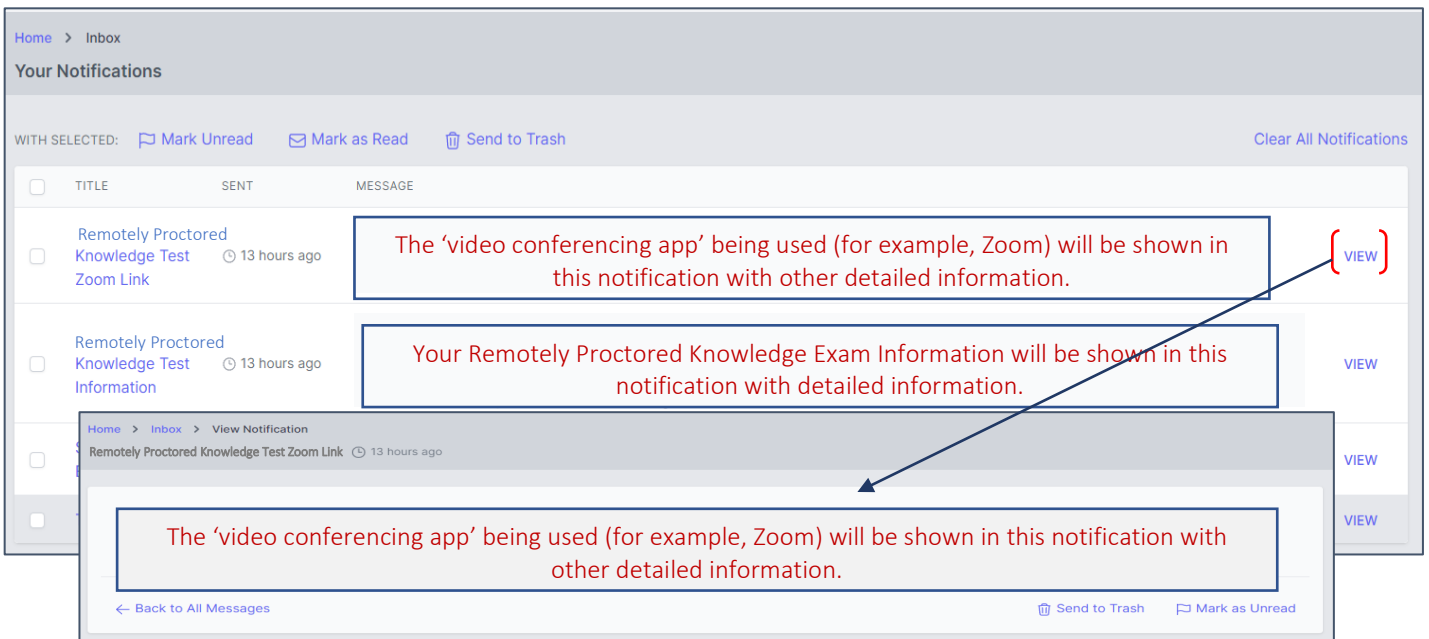 Home > Inbox
Your Notifications
WITH SELECTED: Mark Unread Mark as Read Send to Trash Clear All Notifications
TITLE SENT MESSAGE
Remotely Proctored
Knowledge Test
Zoom Link
13 hours ago
The ‘video conferencing app’ being used (for example, Zoom) will be shown in
this notification with other detailed information.
VIEW
Remotely Proctored
Knowledge Test
Information
13 hours ago
Your Remotely Proctored Knowledge Exam Information will be shown in this
notification with detailed information.
VIEW
VIEW
VIEW
Home > Inbox > View Notification
Remotely Proctored Knowledge Test Zoom Link 13 hours ago
The ‘video conferencing app’ being used (for example, Zoom) will be shown in this notification with
other detailed information.
← Back to All Messages Send to Trash Mark as Unread